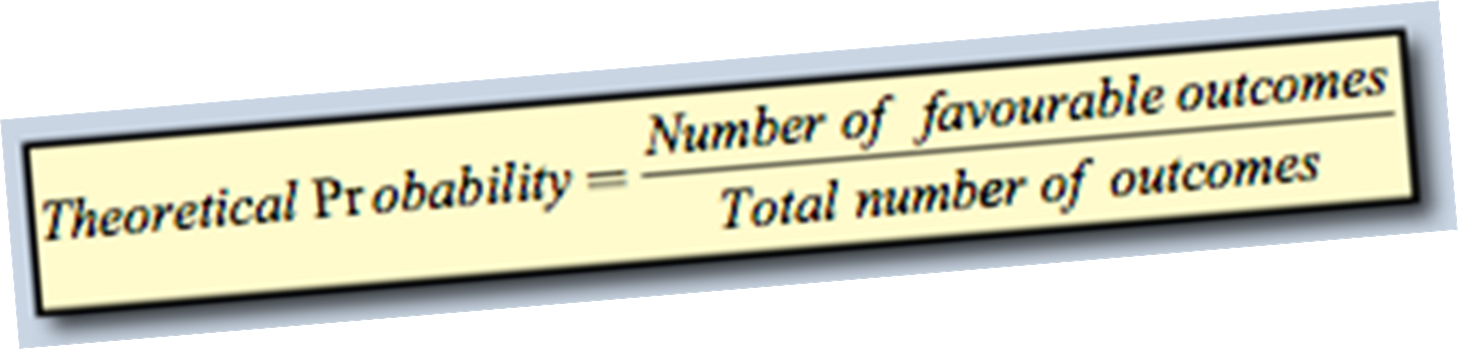 Theoretical Probability = Number of favourable outcomes
Total number of outcomes